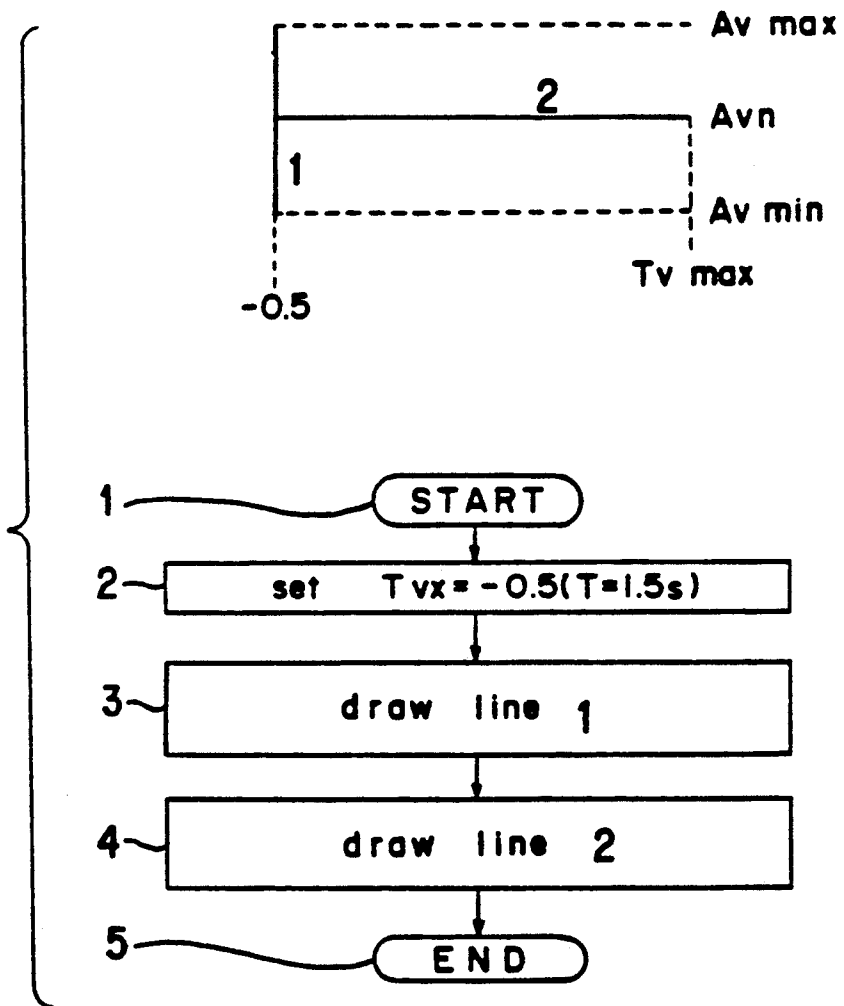 Av max
2
Avn
1
Av min
Tv max
-0.5
1 START
2 set Tvx = -0.5(T=1.5s)
3 draw line 1
4 draw line 2
5 END